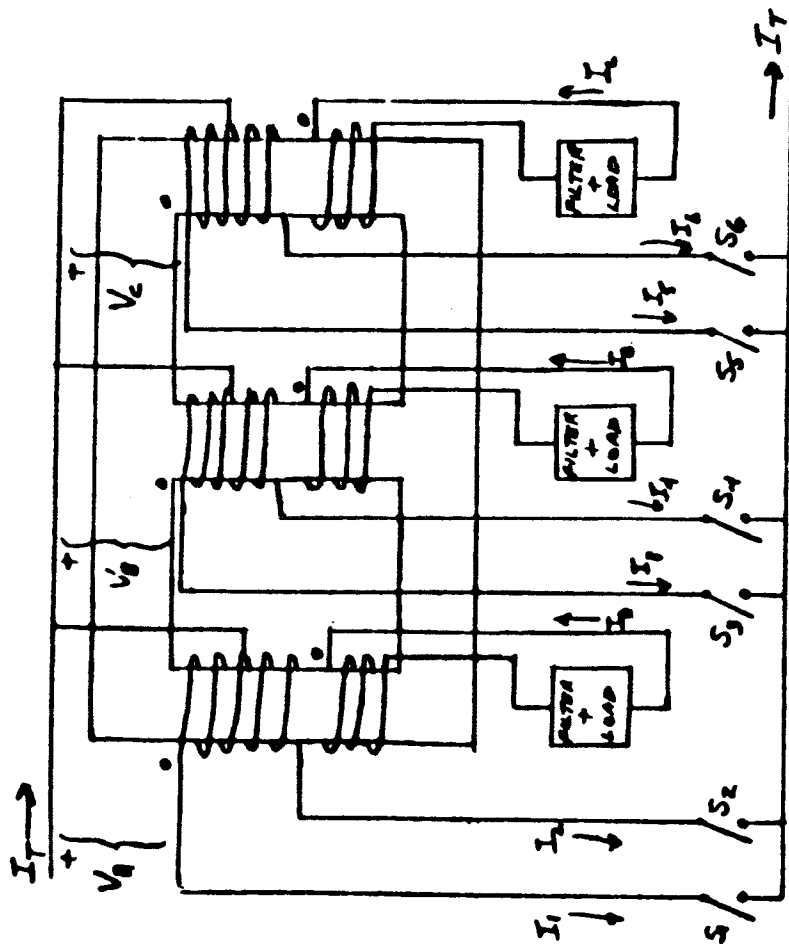 I_T
+
V_A
+
V_B
+
V_C
FILTER
+
LOAD
FILTER
+
LOAD
FILTER
+
LOAD
I_1
I_2
I_4
I_5
I_6
S_1
S_2
S_3
S_4
S_5
S_6
I_T